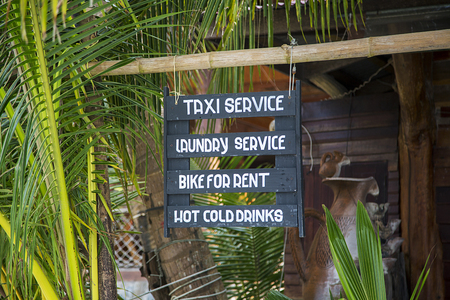 TAXI SERVICE
LAUNDRY SERVICE
BIKE FOR RENT
HOT COLD DRINKS